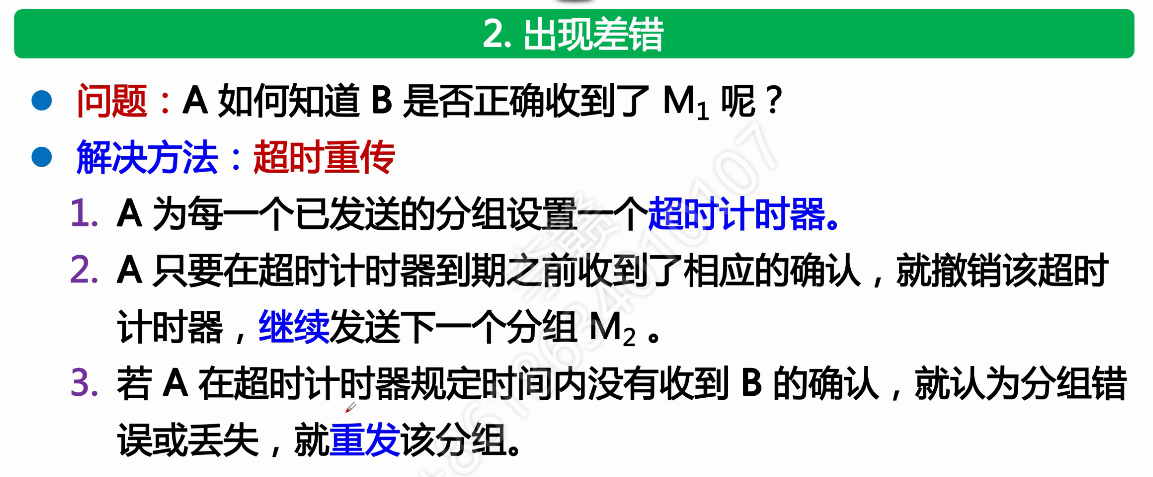 2. 出现差错
问题：A 如何知道 B 是否正确收到了 M₁ 呢？
解决方法：超时重传
1. A 为每一个已发送的分组设置一个超时计时器。
2. A 只要在超时计时器到期之前收到了相应的确认，就撤销该超时
计时器，继续发送下一个分组 M₂ 。
3. 若 A 在超时计时器规定时间内没有收到 B 的确认，就认为分组错
误或丢失，就重发该分组。